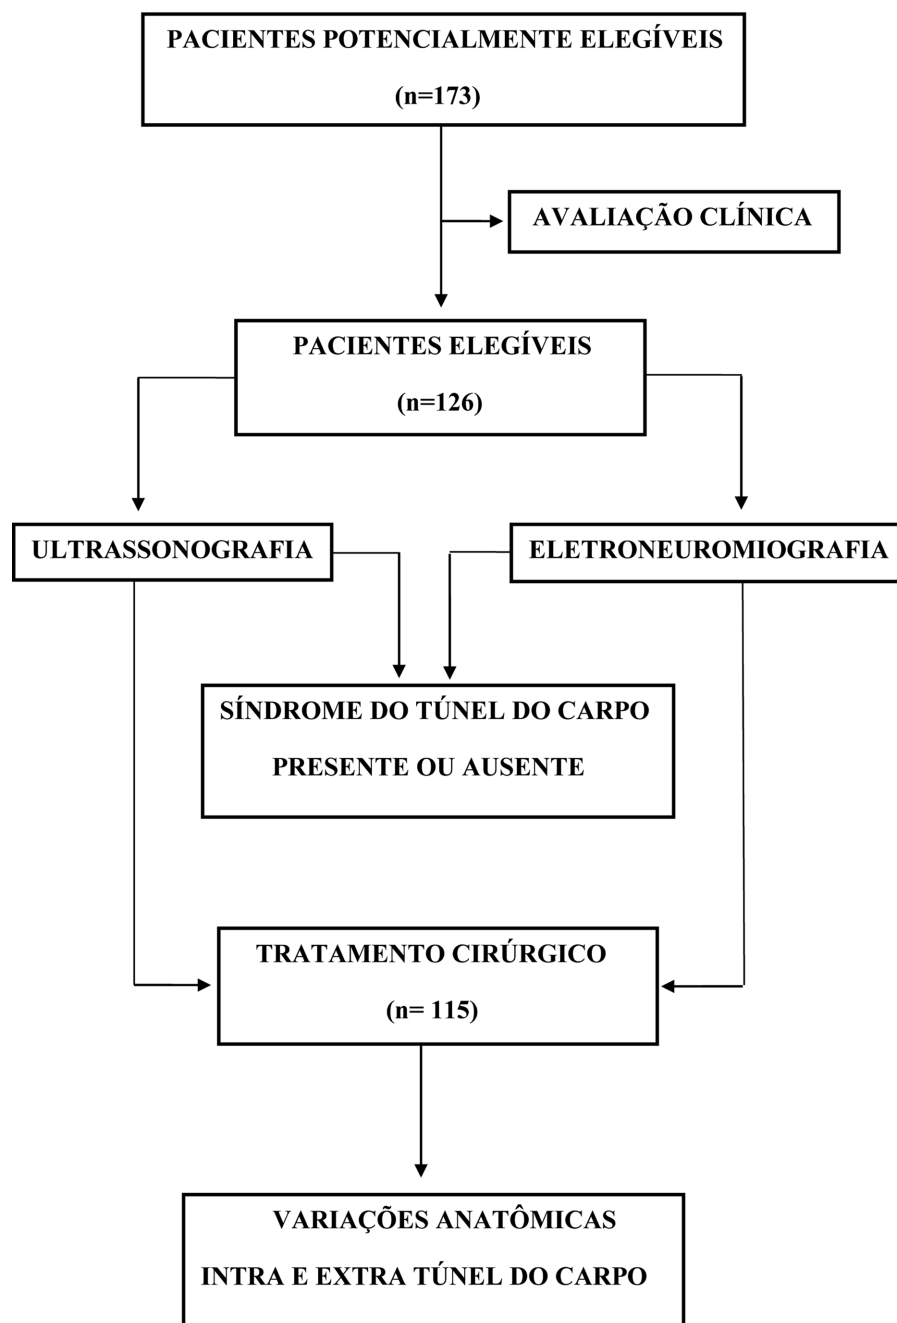 PACIENTES POTENCIALMENTE ELEGÍVEIS
(n=173)
AVALIAÇÃO CLÍNICA
PACIENTES ELEGÍVEIS
(n=126)
ULTRASSONOGRAFIA
ELETRONEUROMIOGRAFIA
SÍNDROME DO TÚNEL DO CARPO
PRESENTE OU AUSENTE
TRATAMENTO CIRÚRGICO
(n= 115)
VARIAÇÕES ANATÔMICAS
INTRA E EXTRA TÚNEL DO CARPO